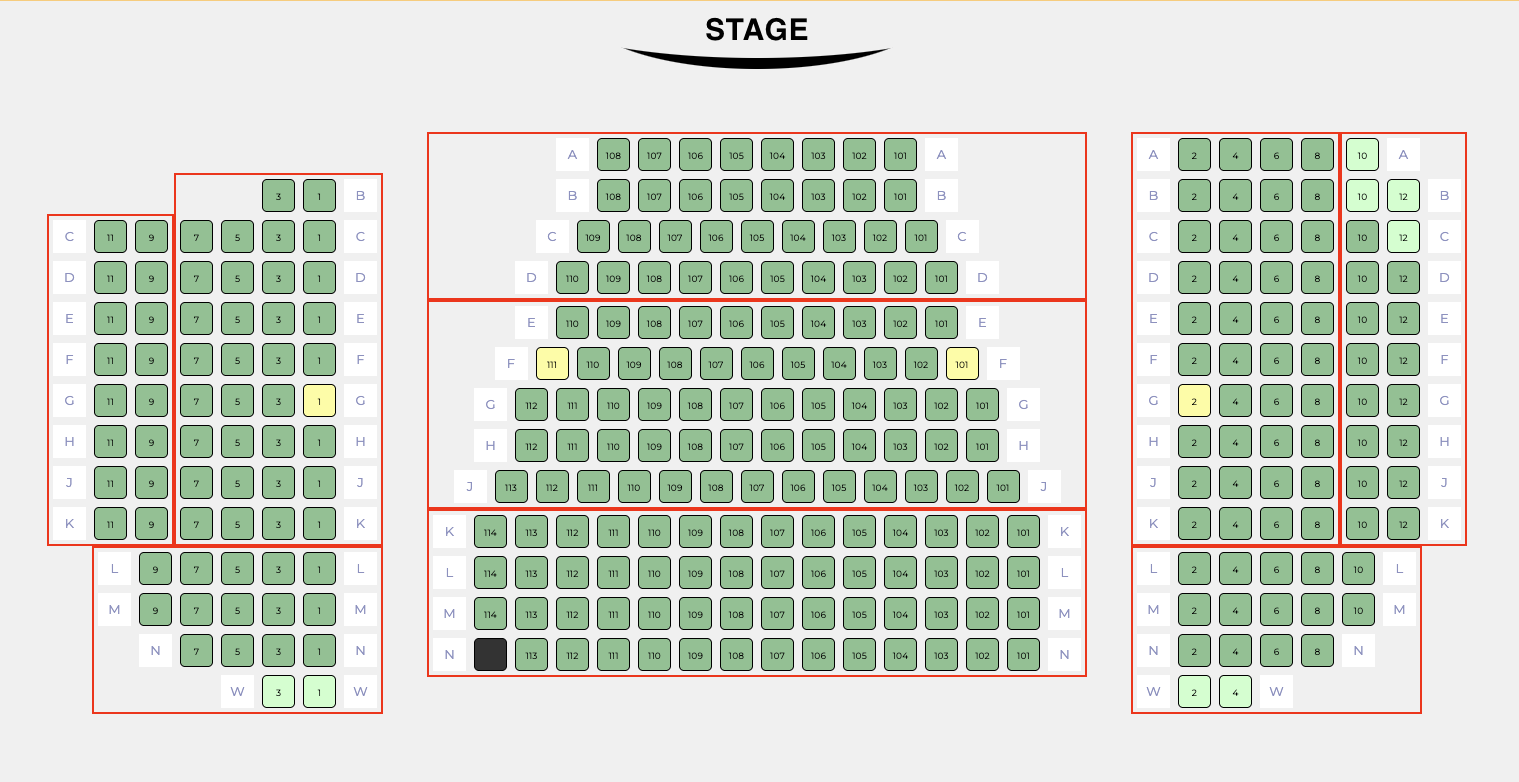 STAGE
3 1 B
C 11 9 7 5 3 1 C
D 11 9 7 5 3 1 D
E 11 9 7 5 3 1 E
F 11 9 7 5 3 1 F
G 11 9 7 5 3 1 G
H 11 9 7 5 3 1 H
J 11 9 7 5 3 1 J
K 11 9 7 5 3 1 K
L 9 7 5 3 1 L
M 9 7 5 3 1 M
N 7 5 3 1 N
W 3 1 W
A 108 107 106 105 104 103 102 101 A
B 108 107 106 105 104 103 102 101 B
C 109 108 107 106 105 104 103 102 101 C
D 110 109 108 107 106 105 104 103 102 101 D
E 110 109 108 107 106 105 104 103 102 101 E
F 111 110 109 108 107 106 105 104 103 102 101 F
G 112 111 110 109 108 107 106 105 104 103 102 101 G
H 112 111 110 109 108 107 106 105 104 103 102 101 H
J 113 112 111 110 109 108 107 106 105 104 103 102 101 J
K 114 113 112 111 110 109 108 107 106 105 104 103 102 101 K
L 114 113 112 111 110 109 108 107 106 105 104 103 102 101 L
M 114 113 112 111 110 109 108 107 106 105 104 103 102 101 M
N 113 112 111 110 109 108 107 106 105 104 103 102 101 N
A 2 4 6 8 10 A
B 2 4 6 8 10 12 B
C 2 4 6 8 10 12 C
D 2 4 6 8 10 12 D
E 2 4 6 8 10 12 E
F 2 4 6 8 10 12 F
G 2 4 6 8 10 12 G
H 2 4 6 8 10 12 H
J 2 4 6 8 10 12 J
K 2 4 6 8 10 12 K
L 2 4 6 8 10 L
M 2 4 6 8 10 M
N 2 4 6 8 N
W 2 4 W